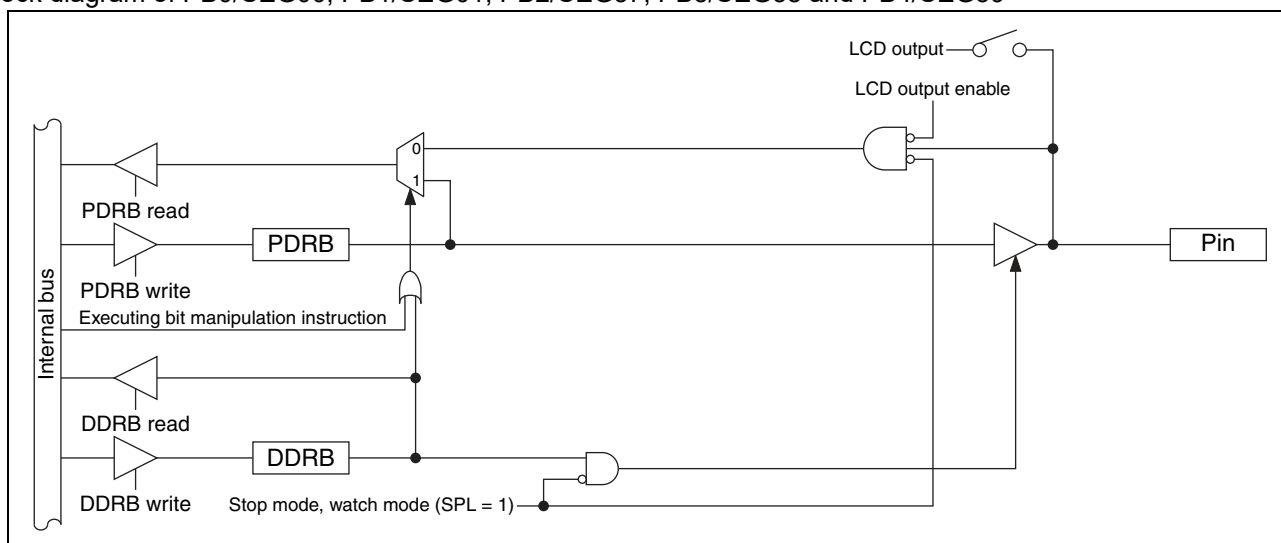 LCD output
LCD output enable
0
1
PDRB read
PDRB
Pin
PDRB write
Executing bit manipulation instruction
Internal bus
DDRB read
DDRB
DDRB write
Stop mode, watch mode (SPL = 1)